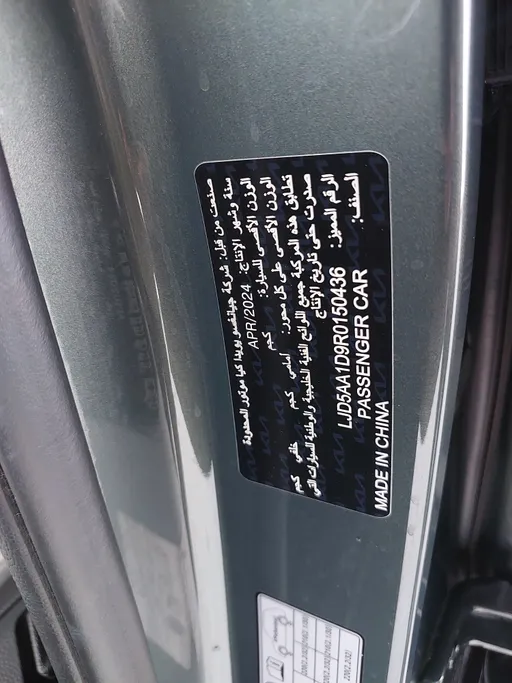 صنعت من قبل: شركة جيانغسو يويدا كيا موتور المحدودة
سنة وشهر الإنتاج: APR/2024
الوزن الأقصى للسيارة: كجم
الوزن الأقصى على كل محور: أمامي كجم خلفي كجم
تطابق هذه المركبة جميع اللوائح الفنية الخليجية والوطنية للسيارات التي
صدرت حتى تاريخ الإنتاج
الرقم المميز: LJD5AA1D9R0150436
الصنف: PASSENGER CAR
MADE IN CHINA